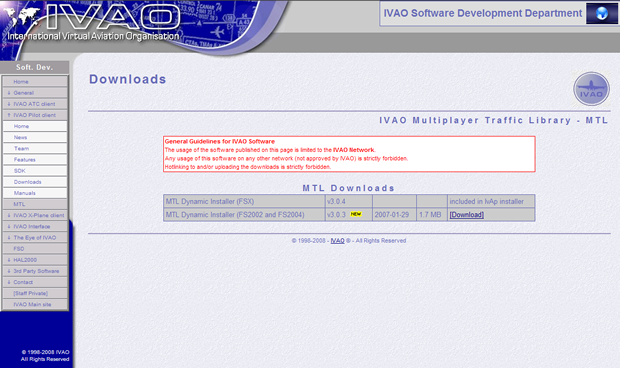 IVAO
International Virtual Aviation Organisation
IVAO Software Development Department
Soft. Dev.
Home
General
IVAO ATC client
IVAO Pilot client
Home
News
Team
Features
SDK
Downloads
Manuals
MTL
IVAO X-Plane client
IVAO Interface
The Eye of IVAO
FSD
HAL2000
3rd Party Software
Contact
[Staff Private]
IVAO Main site
© 1998-2008 IVAO
All Rights Reserved
Downloads
IVAO
IVAO Multiplayer Traffic Library - MTL
General Guidelines for IVAO Software
The usage of the software published on this page is limited to the IVAO Network.
Any usage of this software on any other network (not approved by IVAO) is strictly forbidden.
Hotlinking to and/or uploading the downloads is strictly forbidden.
MTL Downloads
MTL Dynamic Installer (FSX) v3.0.4 included in IvAp installer
MTL Dynamic Installer (FS2002 and FS2004) v3.0.3 NEW 2007-01-29 1.7 MB [Download]
© 1998-2008 - IVAO ® - All Rights Reserved